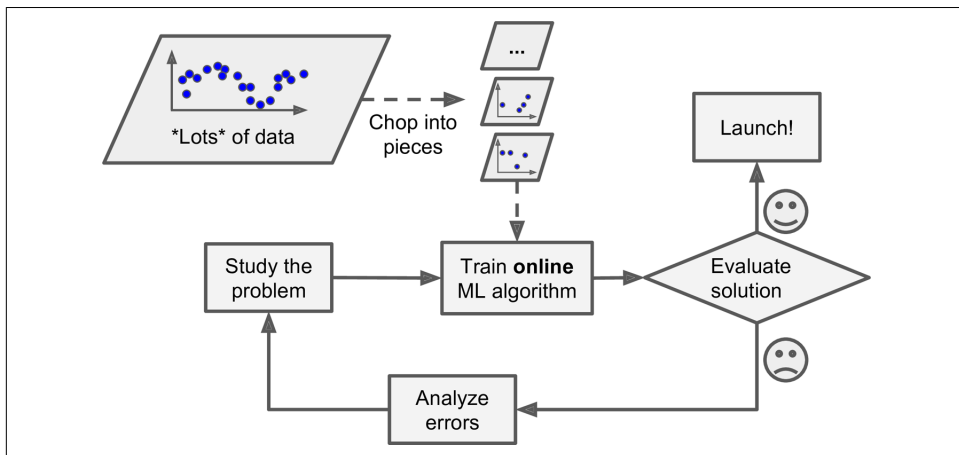 ...
*Lots* of data
Chop into
pieces
Launch!
Study the
problem
Train online
ML algorithm
Evaluate
solution
Analyze
errors